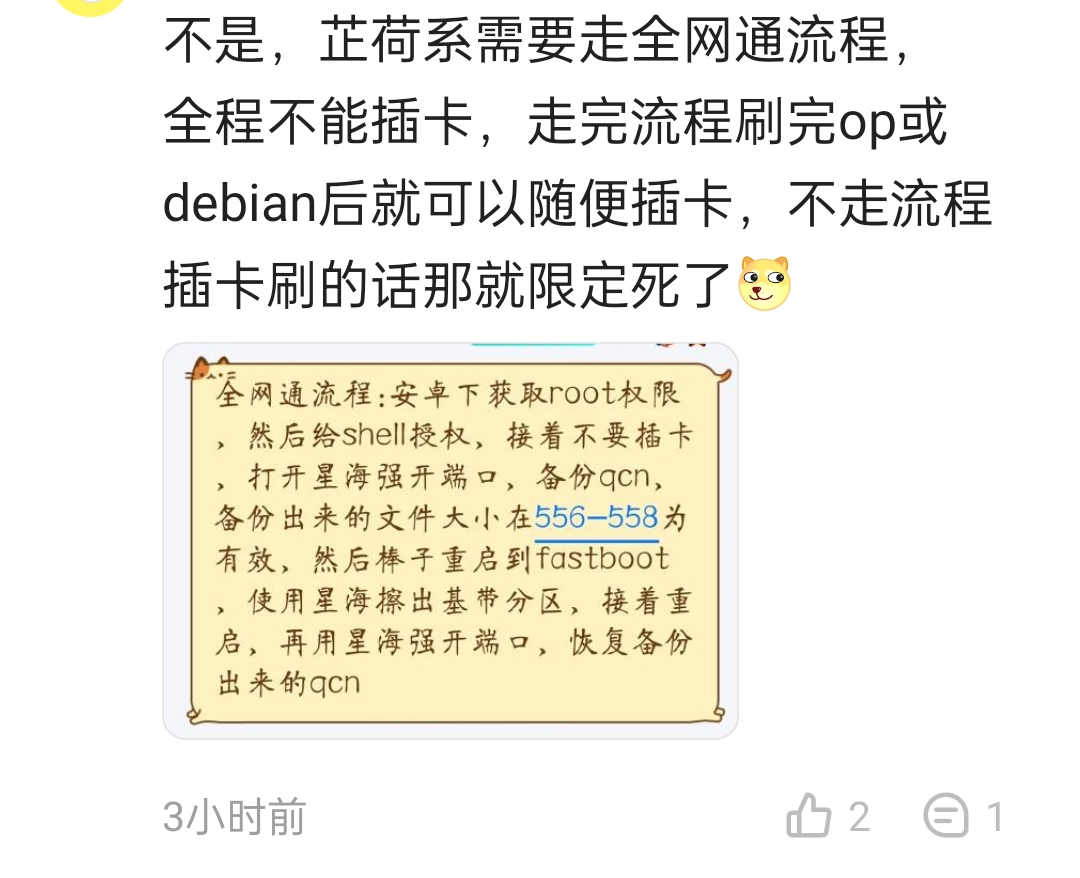 不是，芷荷系需要走全网通流程，
全程不能插卡，走完流程刷完op或
debian后就可以随便插卡，不走流程
插卡刷的话那就限定死了
全网通流程:安卓下获取root权限
，然后给shell授权，接着不要插卡
，打开星海强开端口，备份qcn，
备份出来的文件大小在556—558为
有效，然后棒子重启到fastboot
，使用星海擦出基带分区，接着重
启，再用星海强开端口，恢复备份
出来的qcn
3小时前
2
1